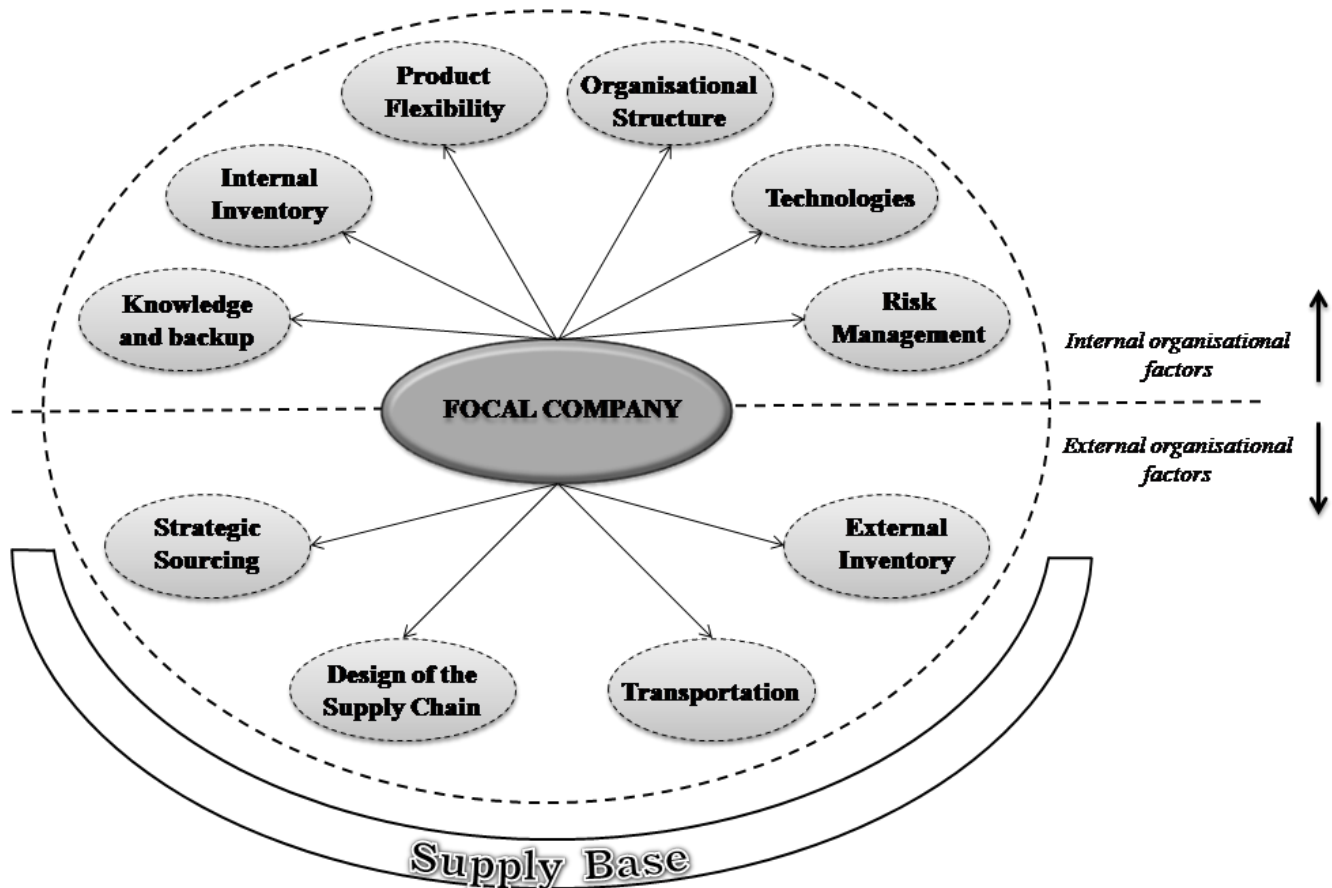 Product
Flexibility
Organisational
Structure
Internal
Inventory
Technologies
Knowledge
and backup
Risk
Management
Internal organisational
factors
FOCAL COMPANY
External organisational
factors
Strategic
Sourcing
External
Inventory
Design of the
Supply Chain
Transportation
Supply Base